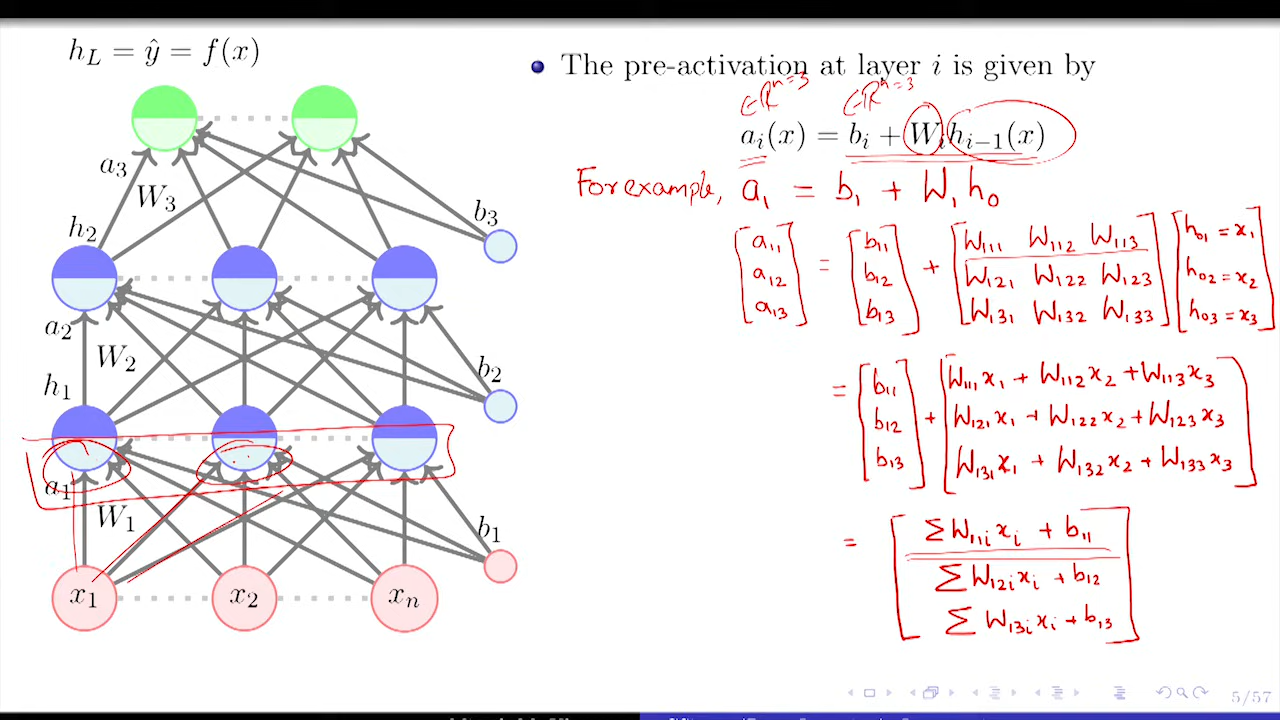 h_L = ŷ = f(x)
• The pre-activation at layer i is given by
∈ℝ^{n=3} ∈ℝ^{n=3}
a_i(x) = b_i + W_i h_{i−1}(x)
For example, a_1 = b_1 + W_1 h_0
[a_11 a_12 a_13] = [b_11 b_12 b_13] + [W_111 W_112 W_113
W_121 W_122 W_123
W_131 W_132 W_133] [h_01 = x_1
h_02 = x_2
h_03 = x_3]
= [b_11 b_12 b_13] + [W_111 x_1 + W_112 x_2 + W_113 x_3
W_121 x_1 + W_122 x_2 + W_123 x_3
W_131 x_1 + W_132 x_2 + W_133 x_3]
= [Σ W_11i x_i + b_11
Σ W_12i x_i + b_12
Σ W_13i x_i + b_13]
a_3
W_3
h_2
b_3
a_2
W_2
h_1
b_2
a_1
W_1
b_1
x_1 x_2 x_n
5/57